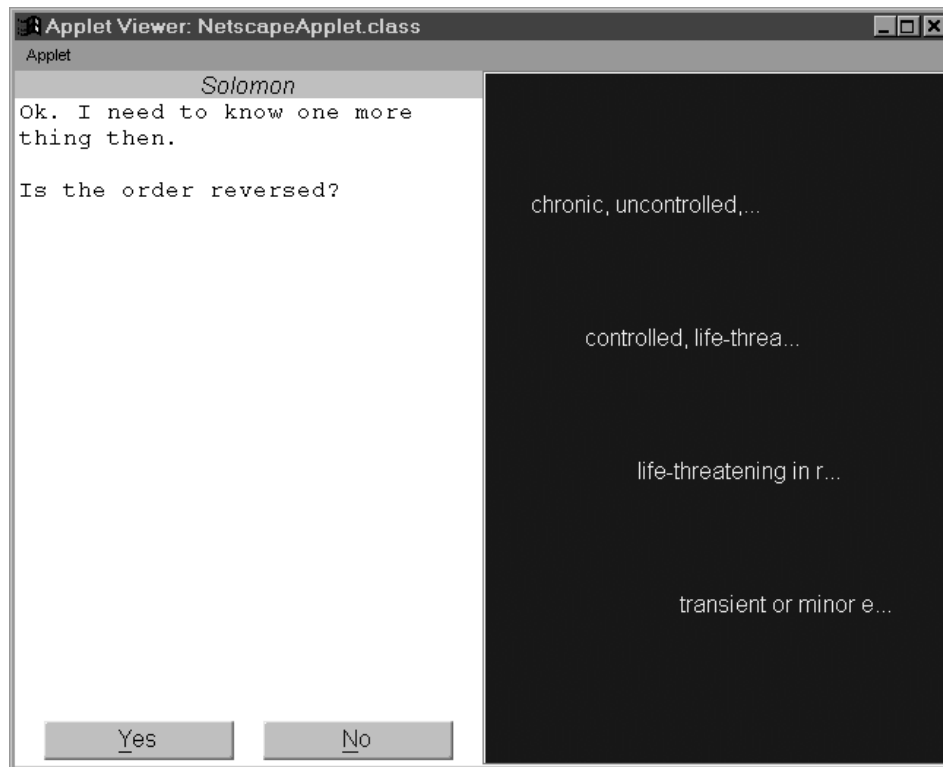 Applet Viewer: NetscapeApplet.class
Applet
Solomon
Ok. I need to know one more
thing then.
Is the order reversed?
chronic, uncontrolled,...
controlled, life-threa...
life-threatening in r...
transient or minor e...
Yes
No